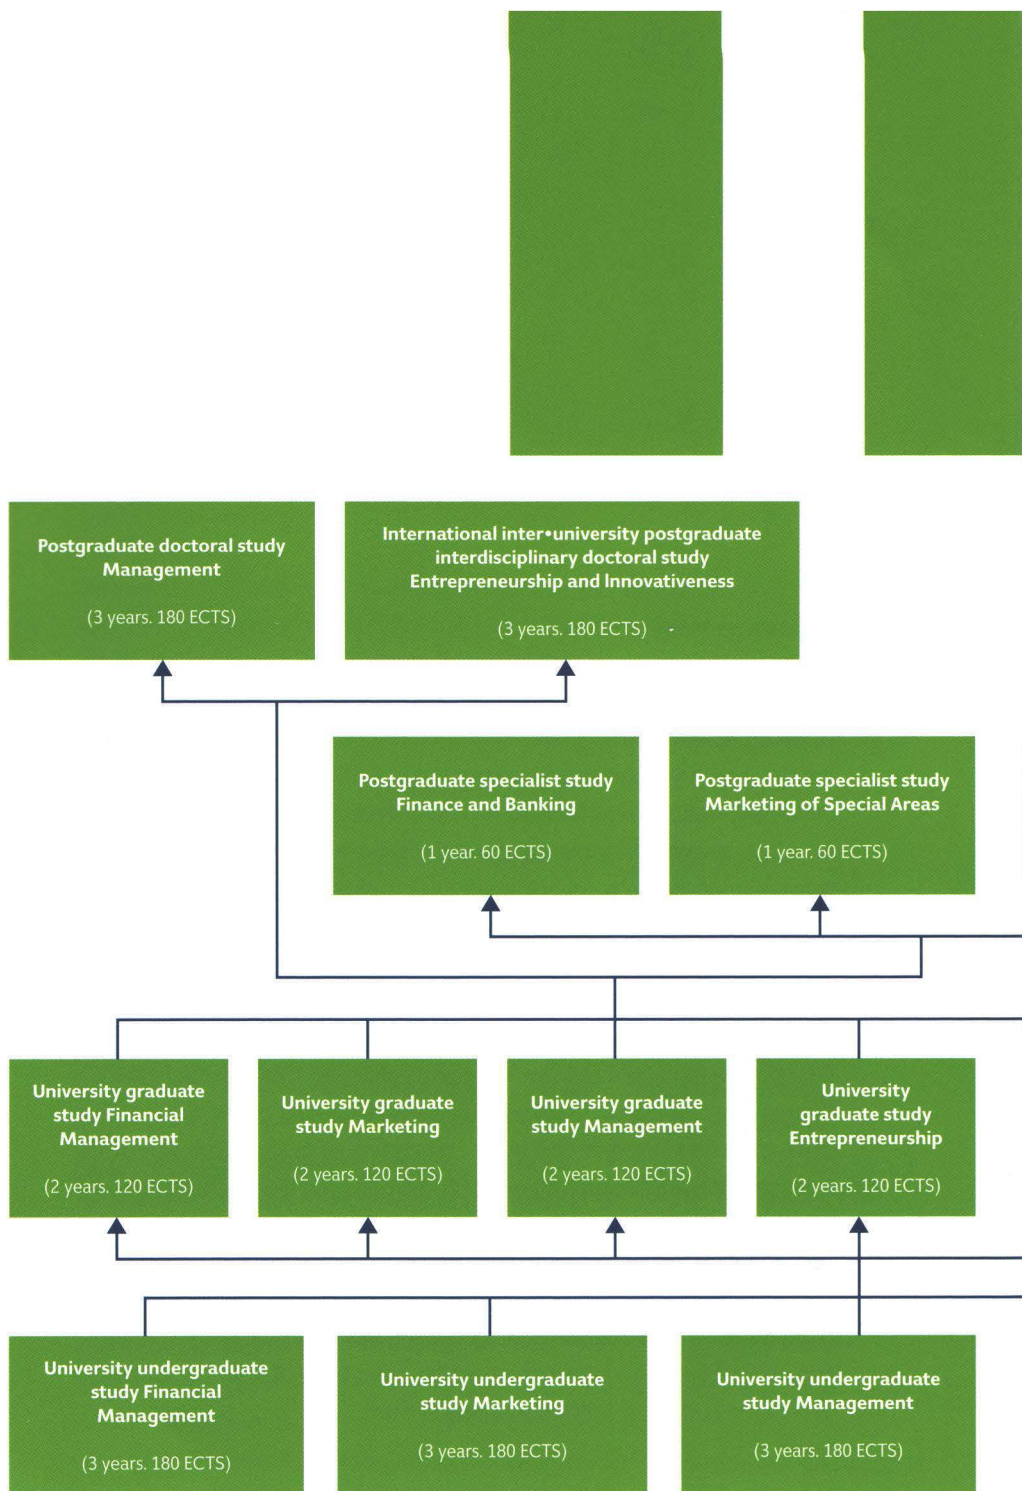 Postgraduate doctoral study
Management
(3 years. 180 ECTS)
International inter•university postgraduate
interdisciplinary doctoral study
Entrepreneurship and Innovativeness
(3 years. 180 ECTS)
Postgraduate specialist study
Finance and Banking
(1 year. 60 ECTS)
Postgraduate specialist study
Marketing of Special Areas
(1 year. 60 ECTS)
University graduate
study Financial
Management
(2 years. 120 ECTS)
University graduate
study Marketing
(2 years. 120 ECTS)
University graduate
study Management
(2 years. 120 ECTS)
University
graduate study
Entrepreneurship
(2 years. 120 ECTS)
University undergraduate
study Financial
Management
(3 years. 180 ECTS)
University undergraduate
study Marketing
(3 years. 180 ECTS)
University undergraduate
study Management
(3 years. 180 ECTS)